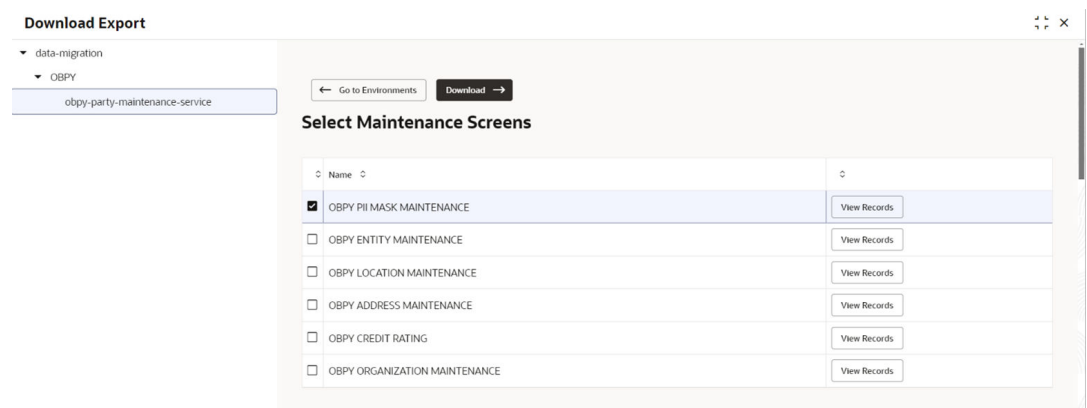 Download Export
data-migration
OBPY
obpy-party-maintenance-service
Go to Environments
Download
Select Maintenance Screens
Name
OBPY PII MASK MAINTENANCE View Records
OBPY ENTITY MAINTENANCE View Records
OBPY LOCATION MAINTENANCE View Records
OBPY ADDRESS MAINTENANCE View Records
OBPY CREDIT RATING View Records
OBPY ORGANIZATION MAINTENANCE View Records